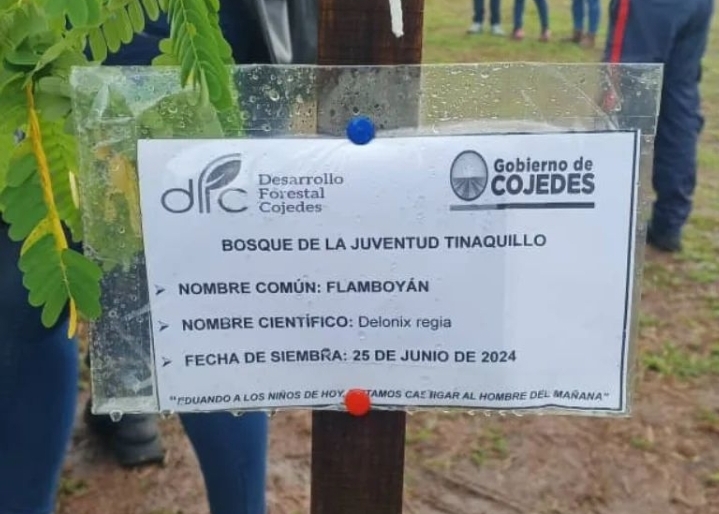 dfc Desarrollo
Forestal
Cojedes
Gobierno de
COJEDES
BOSQUE DE LA JUVENTUD TINAQUILLO
➢ NOMBRE COMÚN: FLAMBOYÁN
➢ NOMBRE CIENTÍFICO: Delonix regia
➢ FECHA DE SIEMBRA: 25 DE JUNIO DE 2024
A LOS NIÑOS DE HOY, AL HOMBRE DEL MAÑANA"